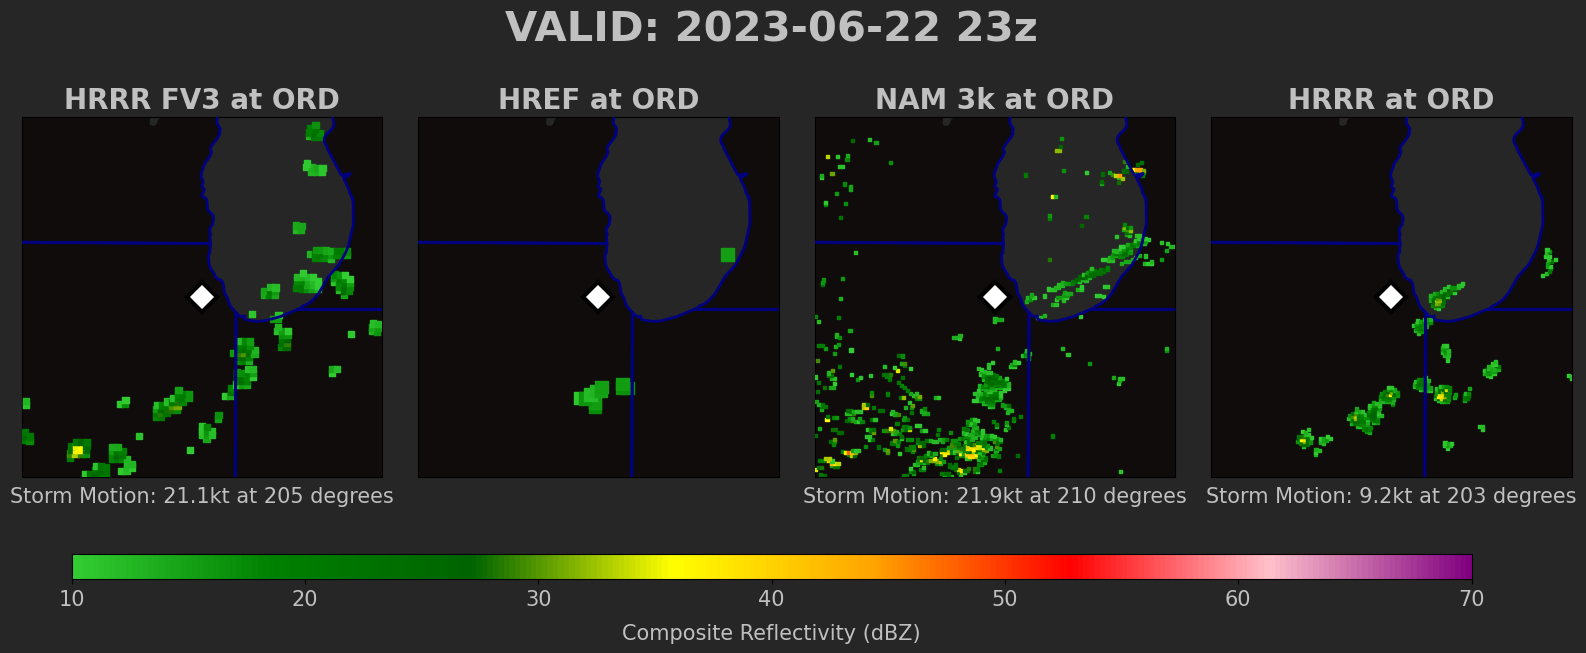 VALID: 2023-06-22 23z
HRRR FV3 at ORD
HREF at ORD
NAM 3k at ORD
HRRR at ORD
Storm Motion: 21.1kt at 205 degrees
Storm Motion: 21.9kt at 210 degrees
Storm Motion: 9.2kt at 203 degrees
10 20 30 40 50 60 70
Composite Reflectivity (dBZ)